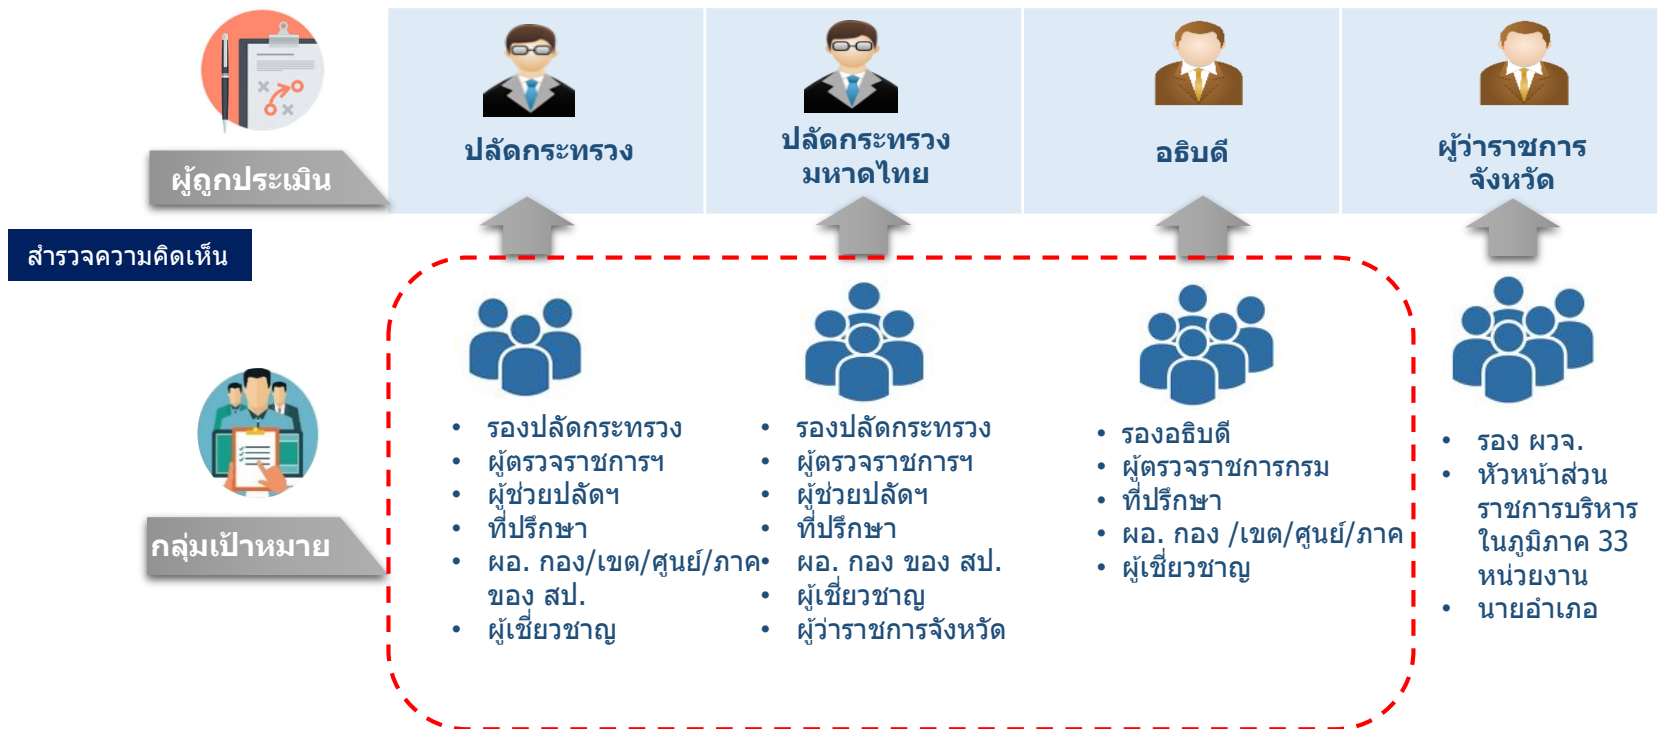 ปลัดกระทรวง
ปลัดกระทรวง
มหาดไทย
อธิบดี
ผู้ว่าราชการ
จังหวัด
ผู้ถูกประเมิน
สำรวจความคิดเห็น
กลุ่มเป้าหมาย
• รองปลัดกระทรวง
• ผู้ตรวจราชการฯ
• ผู้ช่วยปลัดฯ
• ที่ปรึกษา
• ผอ. กอง/เขต/ศูนย์/ภาค
ของ สป.
• ผู้เชี่ยวชาญ
• รองปลัดกระทรวง
• ผู้ตรวจราชการฯ
• ผู้ช่วยปลัดฯ
• ที่ปรึกษา
• ผอ. กอง ของ สป.
• ผู้เชี่ยวชาญ
• ผู้ว่าราชการจังหวัด
• รองอธิบดี
• ผู้ตรวจราชการกรม
• ที่ปรึกษา
• ผอ. กอง /เขต/ศูนย์/ภาค
• ผู้เชี่ยวชาญ
• รอง ผวจ.
• หัวหน้าส่วน
ราชการบริหาร
ในภูมิภาค 33
หน่วยงาน
• นายอำเภอ